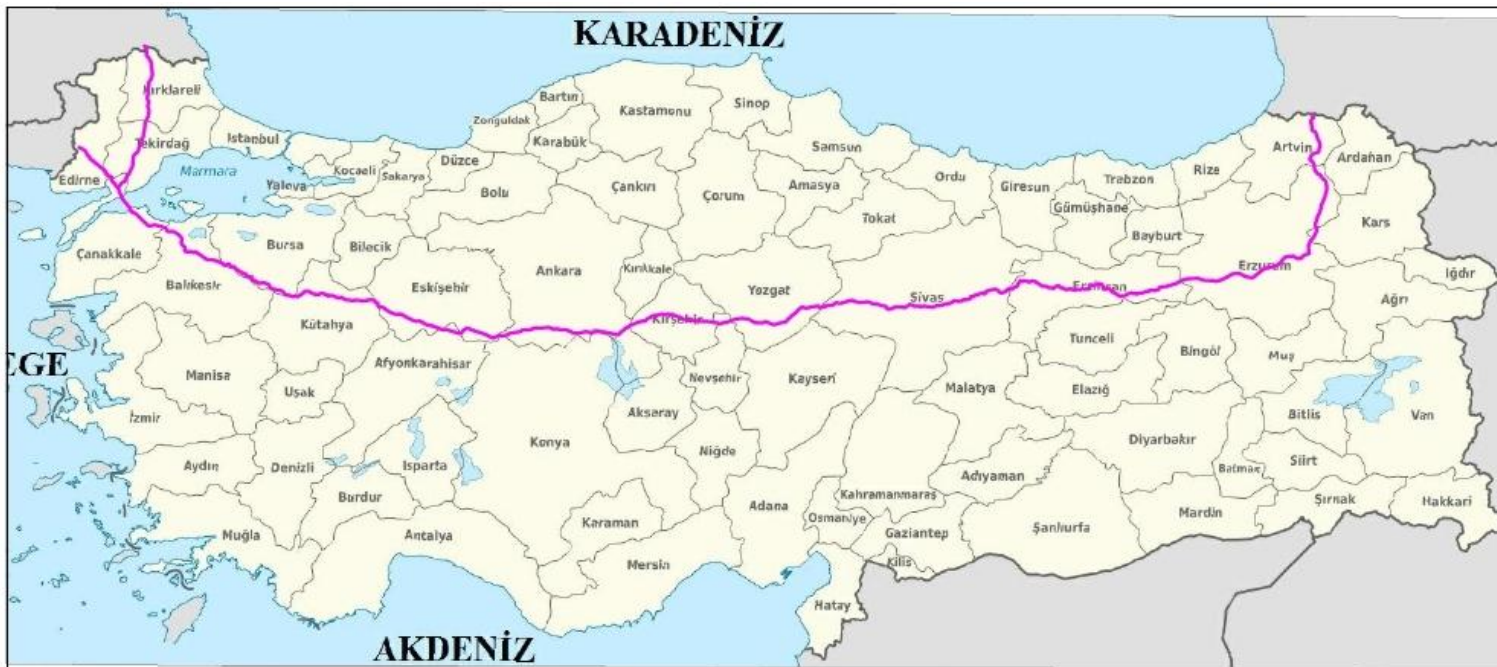 KARADENİZ
Bartın
Kastamonu
Sinop
Zonguldak
Karabük
Kırklareli
Tekirdağ
İstanbul
Edirne
Marmara
Yalova
Kocaeli
Sakarya
Düzce
Bolu
Çankırı
Çorum
Samsun
Amasya
Tokat
Ordu
Giresun
Trabzon
Gümüşhane
Bayburt
Rize
Artvin
Ardahan
Kars
Iğdır
Ağrı
Çanakkale
Balıkesir
Bursa
Bilecik
Eskişehir
Ankara
Kırıkkale
Yozgat
Kırşehir
Sivas
Erzincan
Erzurum
EGE
Kütahya
Afyonkarahisar
Manisa
Uşak
İzmir
Konya
Aksaray
Nevşehir
Kayseri
Malatya
Tunceli
Elazığ
Bingöl
Muş
Bitlis
Van
Aydın
Denizli
Isparta
Burdur
Niğde
Adana
Kahramanmaraş
Adıyaman
Diyarbakır
Batman
Siirt
Şırnak
Hakkari
Muğla
Antalya
Karaman
Mersin
Osmaniye
Gaziantep
Kilis
Şanlıurfa
Mardin
Hatay
AKDENİZ